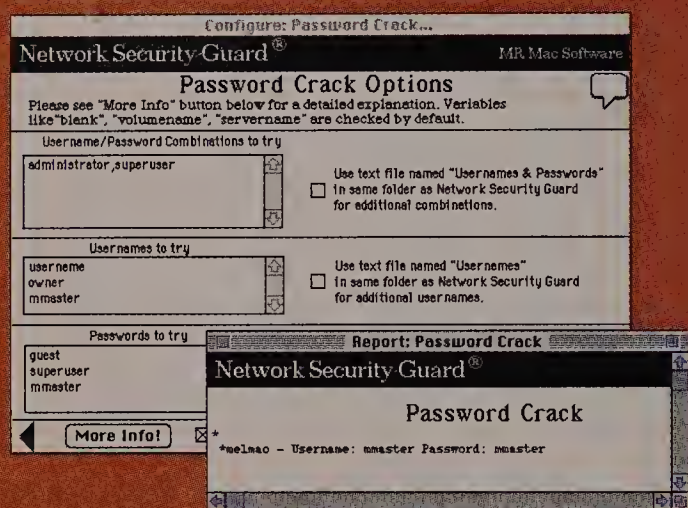 Configure: Password Crack...
Network Security Guard®
MR Mac Software
Password Crack Options
Please see "More Info" button below for a detailed explanation. Variables
like"blank", "volumename", "servername" are checked by default.
Username/Password Combinations to try
administrator,superuser
Use text file named "Usernames & Passwords"
in same folder as Network Security Guard
for additional combinations.
Usernames to try
username
owner
mmaster
Use text file named "Usernames"
in same folder as Network Security Guard
for additional usernames.
Passwords to try
guest
superuser
mmaster
More Info!
Report: Password Crack
Network Security Guard®
Password Crack
*
*melmao - Username: mmaster Password: mmaster